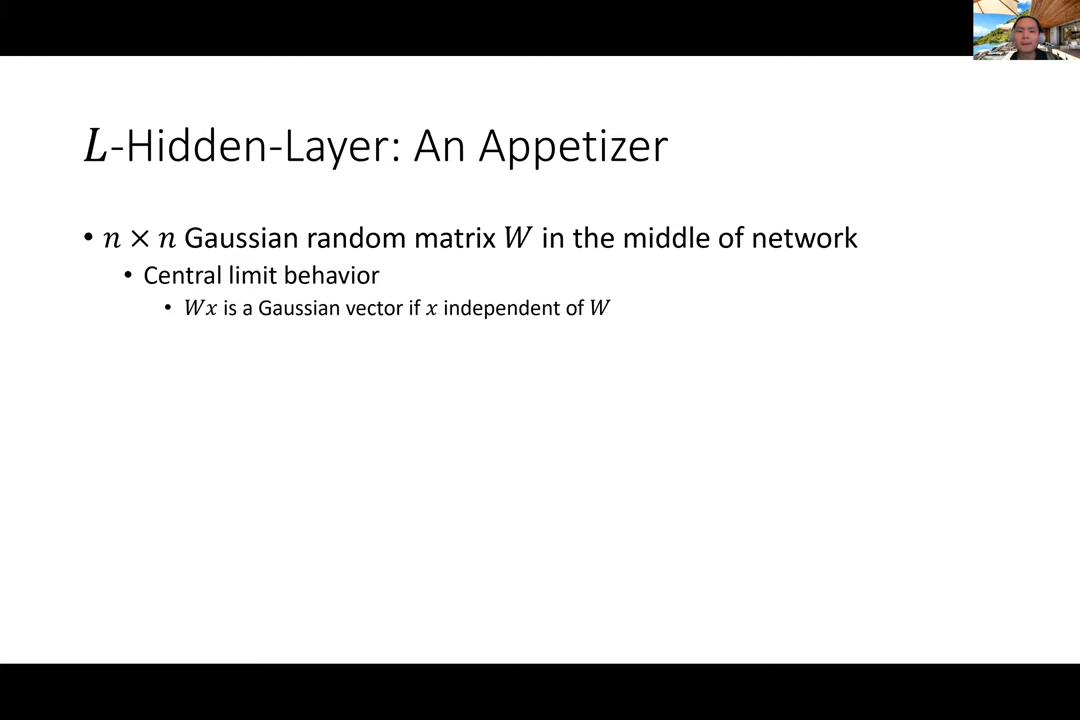 L-Hidden-Layer: An Appetizer
• n × n Gaussian random matrix W in the middle of network
• Central limit behavior
• Wx is a Gaussian vector if x independent of W